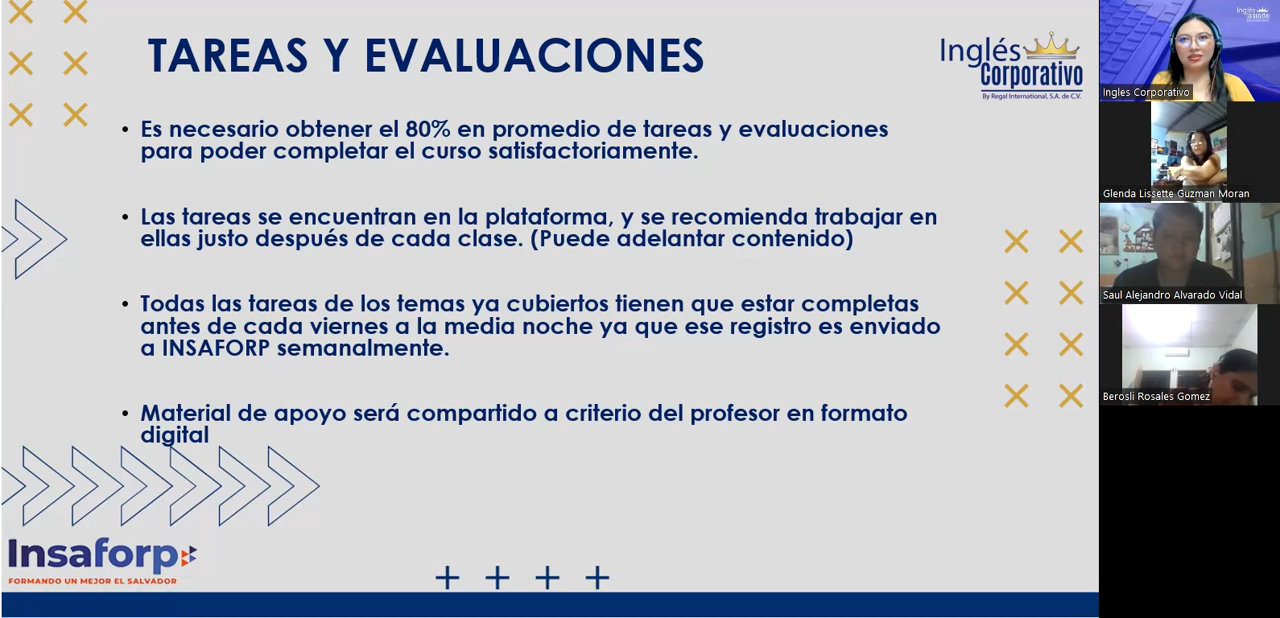 TAREAS Y EVALUACIONES
Inglés
Corporativo
By Regal International, S.A. de C.V.
• Es necesario obtener el 80% en promedio de tareas y evaluaciones
para poder completar el curso satisfactoriamente.
• Las tareas se encuentran en la plataforma, y se recomienda trabajar en
ellas justo después de cada clase. (Puede adelantar contenido)
• Todas las tareas de los temas ya cubiertos tienen que estar completas
antes de cada viernes a la media noche ya que ese registro es enviado
a INSAFORP semanalmente.
• Material de apoyo será compartido a criterio del profesor en formato
digital
Insaforp
FORMANDO UN MEJOR EL SALVADOR
Ingles Corporativo
Glenda Lissette Guzman Moran
Saul Alejandro Alvarado Vidal
Berosli Rosales Gomez